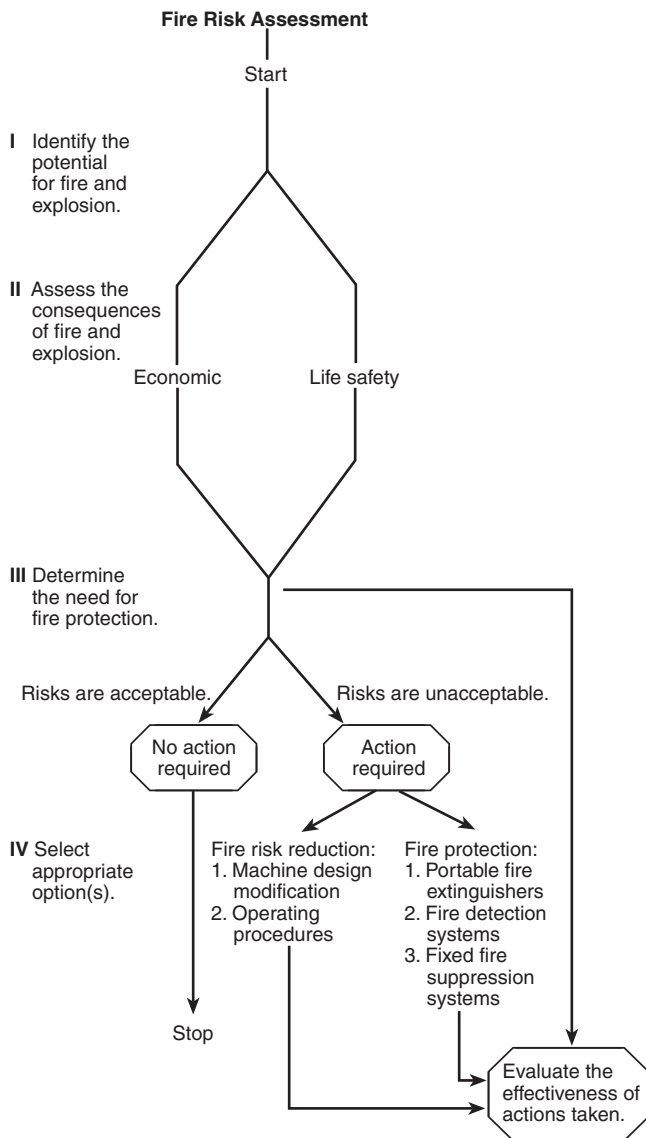 Fire Risk Assessment
Start
I Identify the
potential
for fire and
explosion.
II Assess the
consequences
of fire and
explosion.
Economic
Life safety
III Determine
the need for
fire protection.
Risks are acceptable.
Risks are unacceptable.
No action
required
Action
required
IV Select
appropriate
option(s).
Fire risk reduction:
1. Machine design
modification
2. Operating
procedures
Fire protection:
1. Portable fire
extinguishers
2. Fire detection
systems
3. Fixed fire
suppression
systems
Stop
Evaluate the
effectiveness of
actions taken.